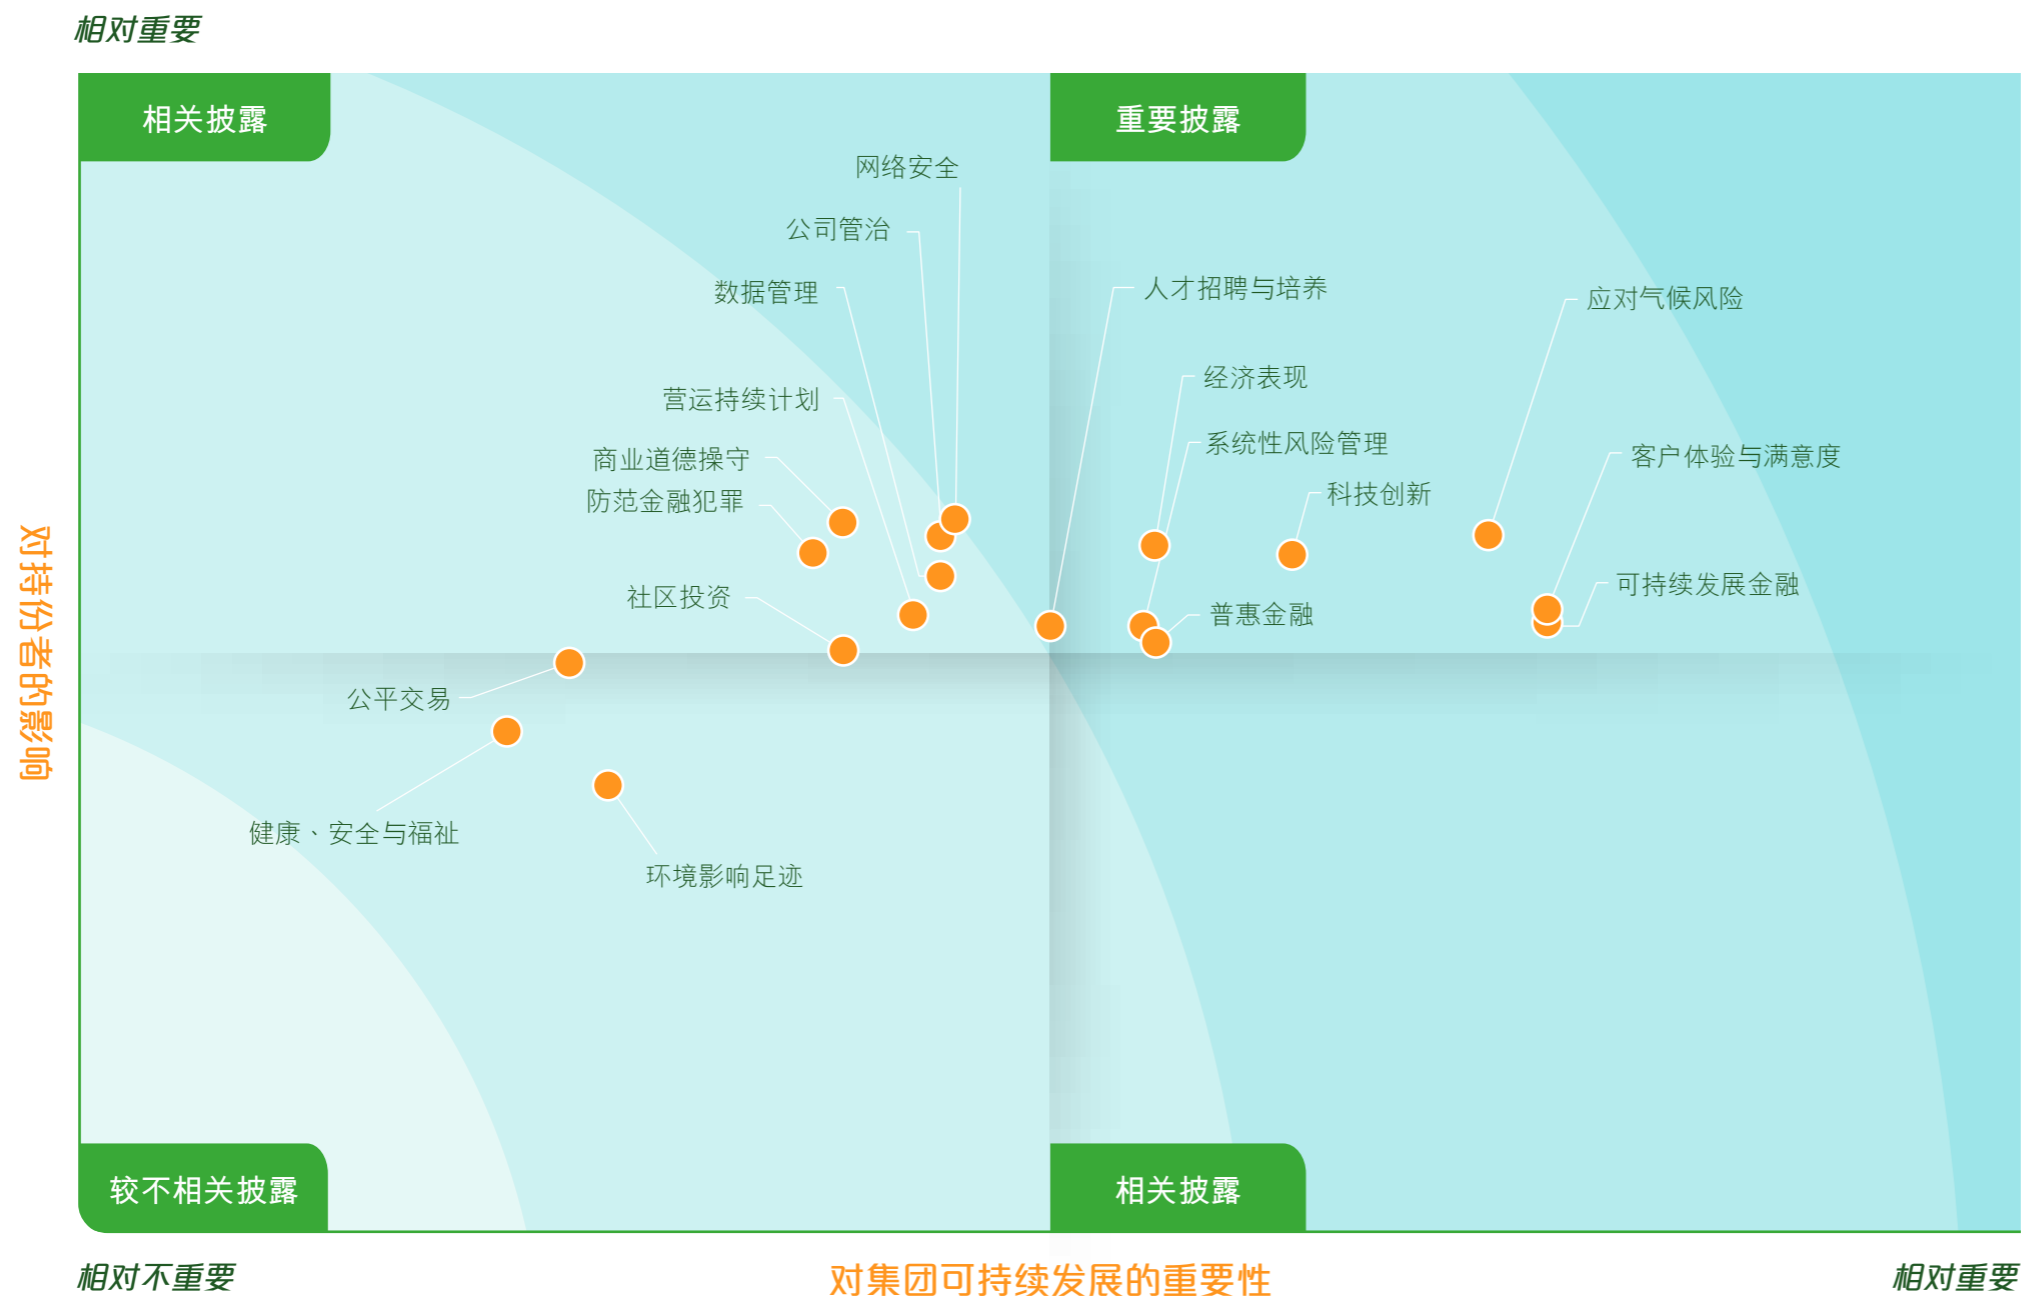 相对重要
相关披露
重要披露
网络安全
公司管治
数据管理
人才招聘与培养
应对气候风险
经济表现
营运持续计划
系统性风险管理
客户体验与满意度
商业道德操守
科技创新
防范金融犯罪
可持续发展金融
社区投资
普惠金融
对持份者的影响
公平交易
健康、安全与福祉
环境影响足迹
较不相关披露
相关披露
相对不重要
对集团可持续发展的重要性
相对重要